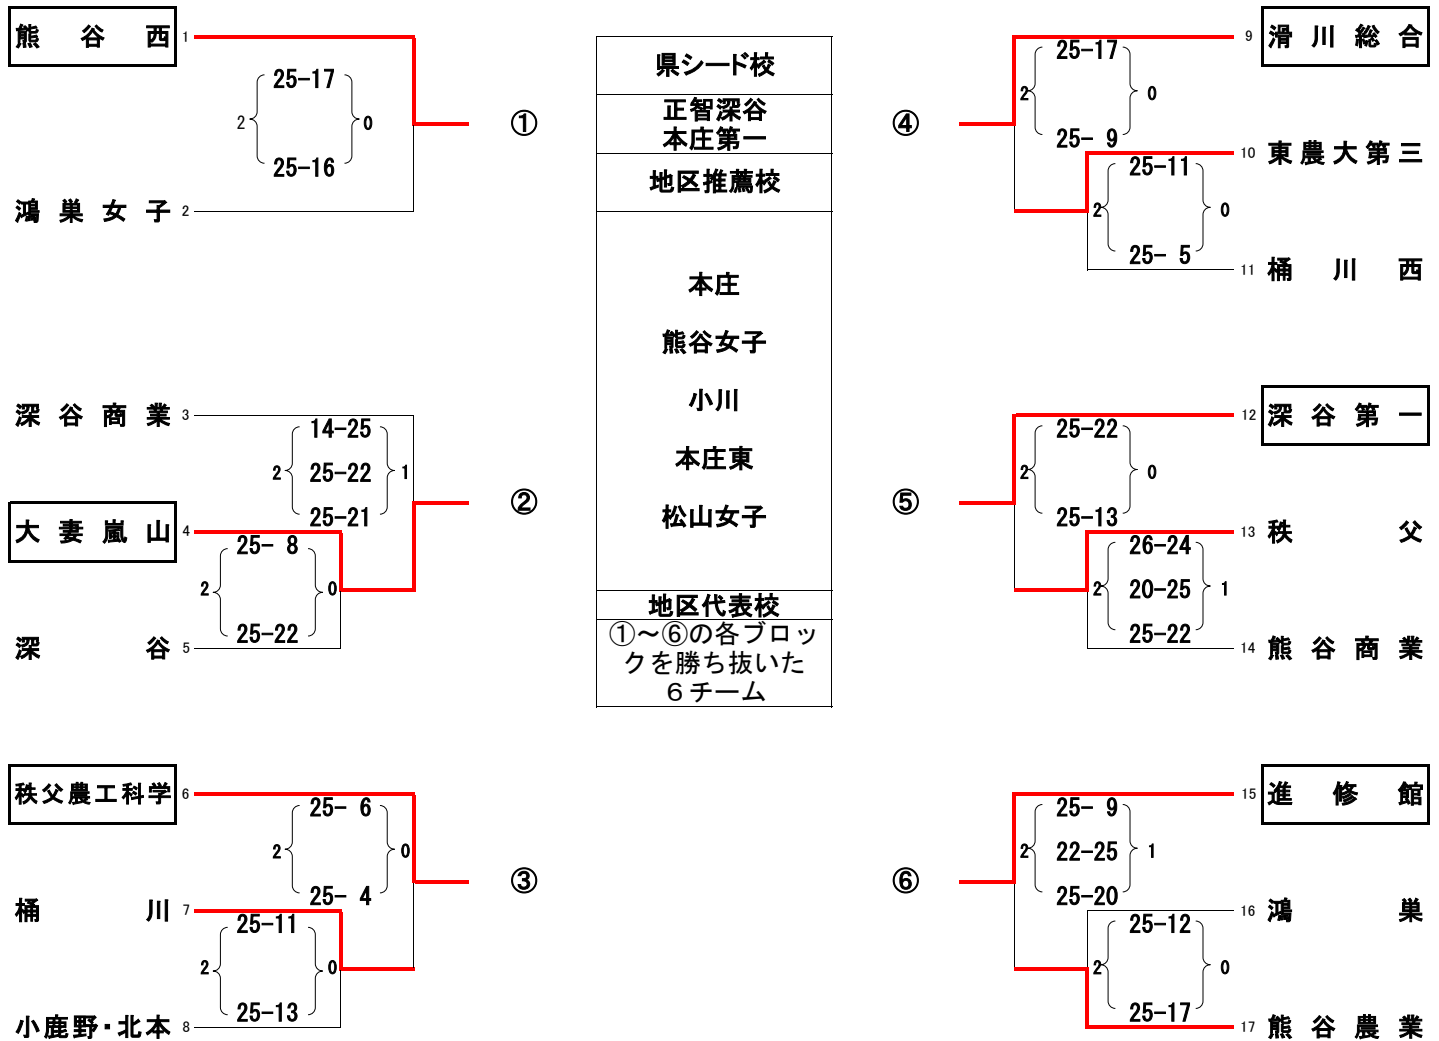 熊谷西 1
25-17
2 0
25-16
鴻巣女子 2
①
深谷商業 3
14-25
2 25-22 1
25-21
大妻嵐山 4
25- 8
2 0
25-22
深谷 5
②
秩父農工科学 6
25- 6
2 0
25- 4
桶川 7
25-11
2 0
25-13
小鹿野・北本 8
③
県シード校
正智深谷
本庄第一
地区推薦校
本庄
熊谷女子
小川
本庄東
松山女子
地区代表校
①～⑥の各ブロッ
クを勝ち抜いた
６チーム
④
9 滑川総合
25-17
2 0
25- 9
10 東農大第三
25-11
2 0
25- 5
11 桶川西
⑤
12 深谷第一
25-22
2 0
25-13
13 秩父
26-24
2 20-25 1
25-22
14 熊谷商業
⑥
15 進修館
25- 9
2 22-25 1
25-20
16 鴻巣
25-12
2 0
25-17
17 熊谷農業